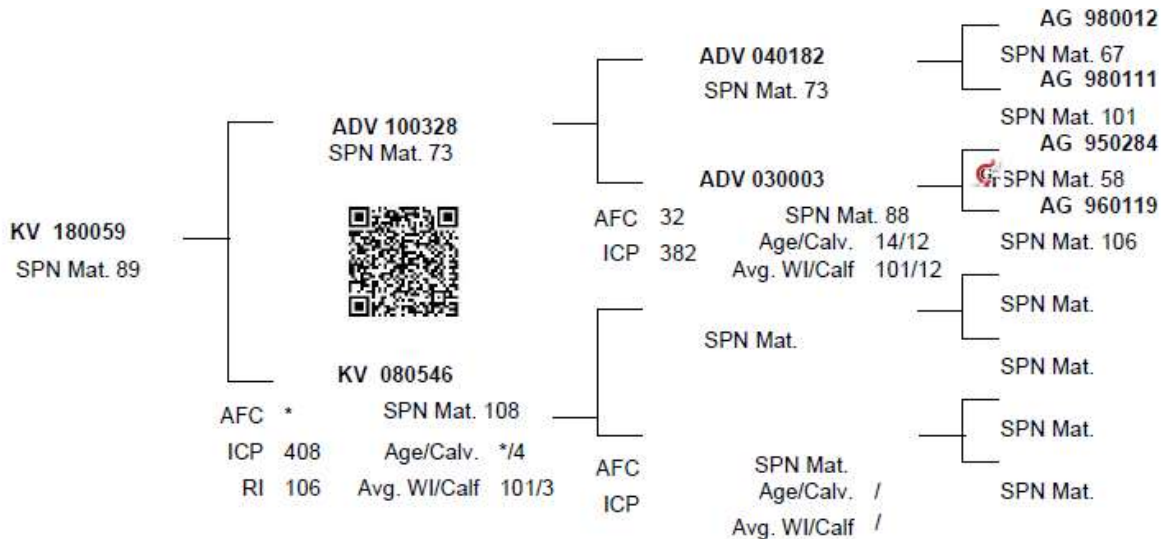 KV 180059
SPN Mat. 89
ADV 100328
SPN Mat. 73
KV 080546
AFC * SPN Mat. 108
ICP 408 Age/Calv. */4
RI 106 Avg. WI/Calf 101/3
ADV 040182
SPN Mat. 73
ADV 030003
AFC 32 SPN Mat. 88
ICP 382 Age/Calv. 14/12
Avg. WI/Calf 101/12
SPN Mat.
AFC SPN Mat.
ICP Age/Calv. /
Avg. WI/Calf /
AG 980012
SPN Mat. 67
AG 980111
SPN Mat. 101
AG 950284
SPN Mat. 58
AG 960119
SPN Mat. 106
SPN Mat.
SPN Mat.
SPN Mat.
SPN Mat.